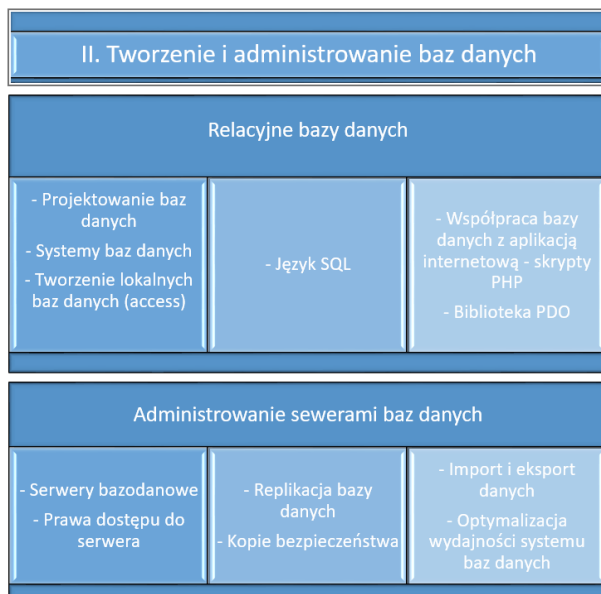 II. Tworzenie i administrowanie baz danych
Relacyjne bazy danych
- Projektowanie baz
danych
- Systemy baz danych
- Tworzenie lokalnych
baz danych (access)
- Język SQL
- Współpraca bazy
danych z aplikacją
internetową - skrypty
PHP
- Biblioteka PDO
Administrowanie sewerami baz danych
- Serwery bazodanowe
- Prawa dostępu do
serwera
- Replikacja bazy
danych
- Kopie bezpieczeństwa
- Import i eksport
danych
- Optymalizacja
wydajności systemu
baz danych